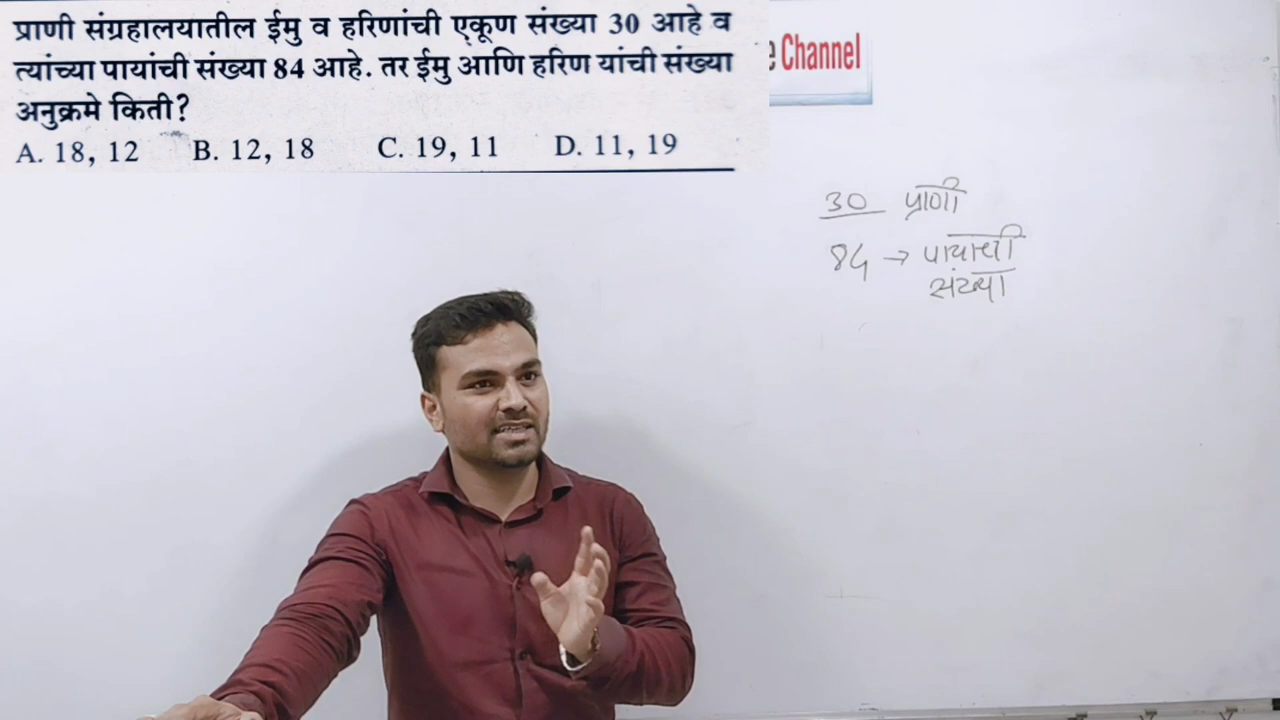 प्राणी संग्रहालयातील ईमु व हरिणांची एकूण संख्या 30 आहे व
त्यांच्या पायांची संख्या 84 आहे. तर ईमु आणि हरिण यांची संख्या
अनुक्रमे किती?
A. 18, 12 B. 12, 18 C. 19, 11 D. 11, 19
Channel
30 प्राणी
84 → पायाची
संख्या